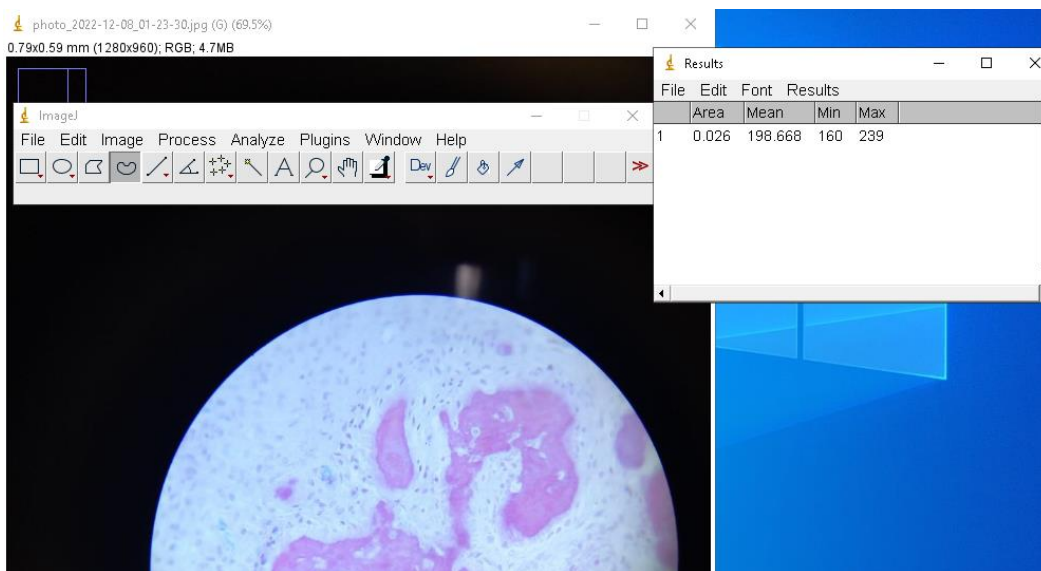 photo_2022-12-08_01-23-30.jpg (G) (69.5%)
0.79x0.59 mm (1280x960); RGB; 4.7MB
ImageJ
File Edit Image Process Analyze Plugins Window Help
A Dev
Results
File Edit Font Results
Area Mean Min Max
1 0.026 198.668 160 239